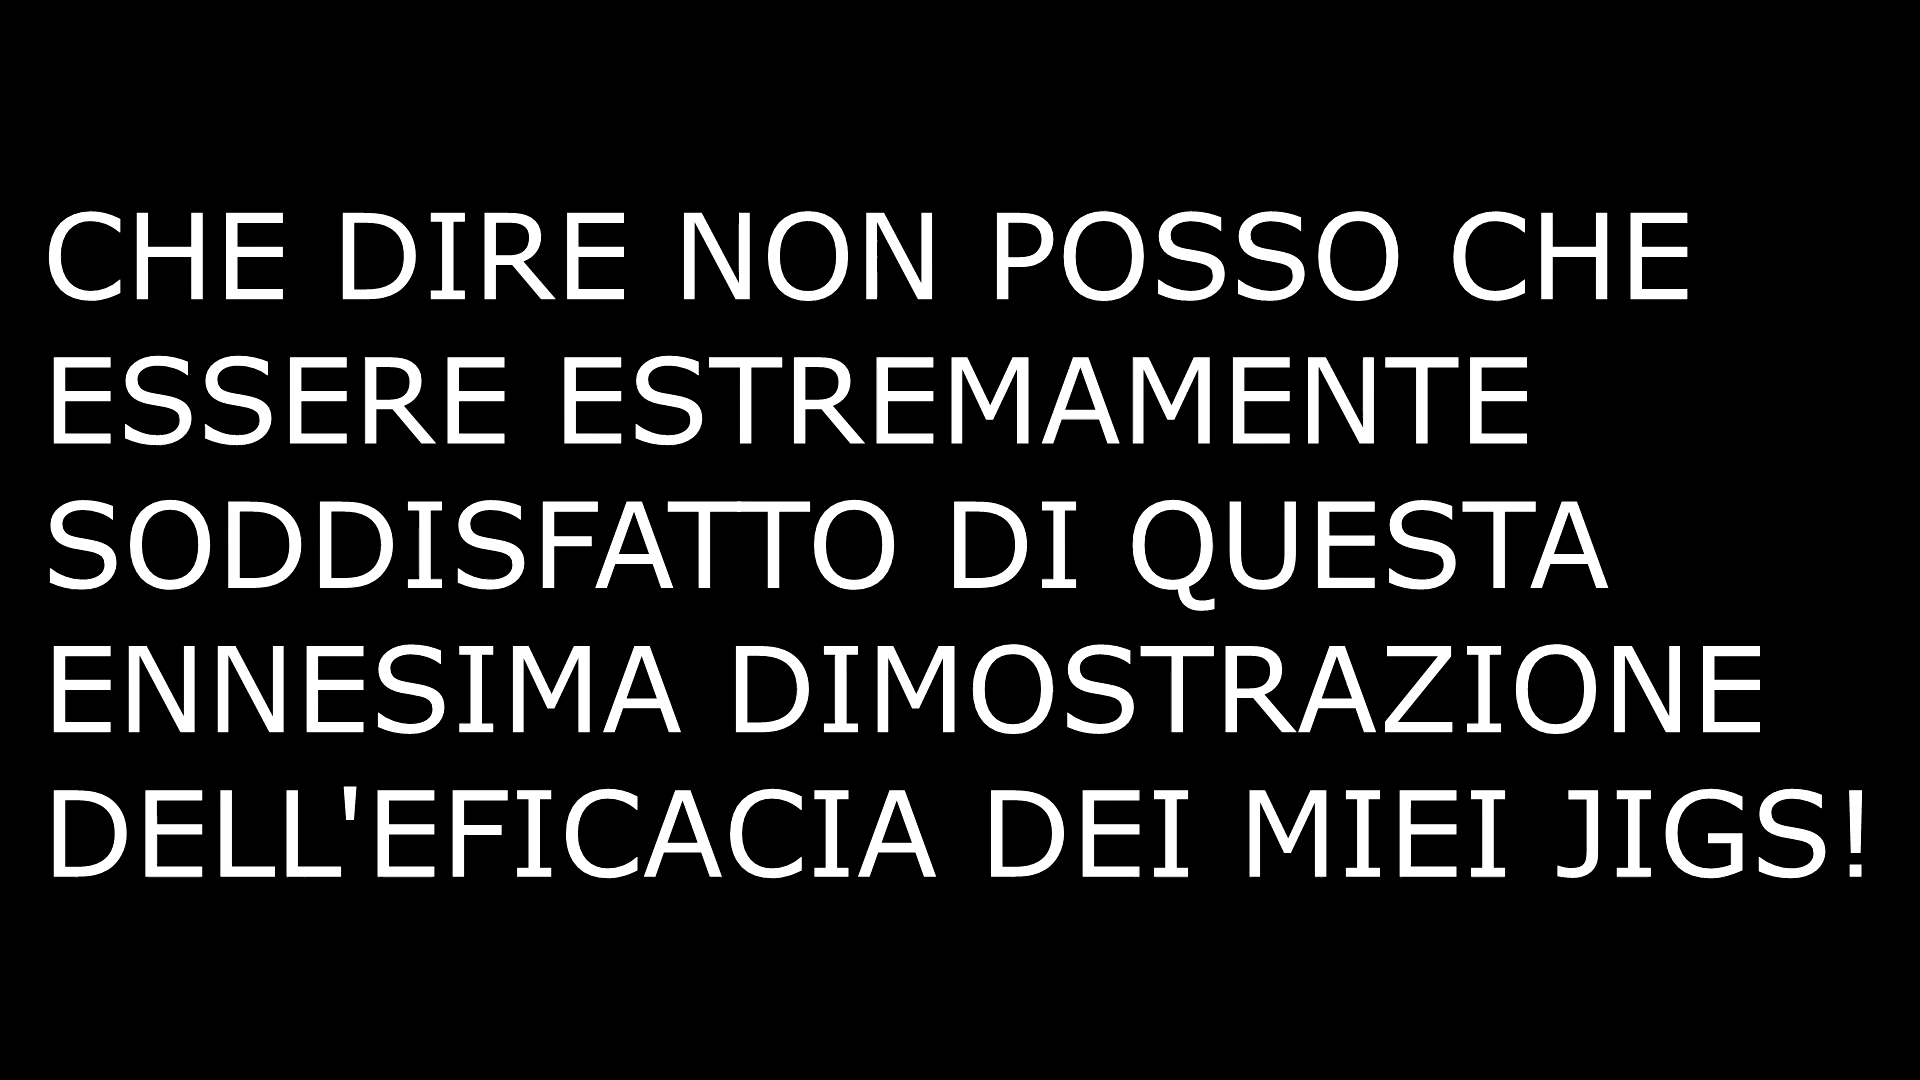 CHE DIRE NON POSSO CHE
ESSERE ESTREMAMENTE
SODDISFATTO DI QUESTA
ENNESIMA DIMOSTRAZIONE
DELL'EFICACIA DEI MIEI JIGS!